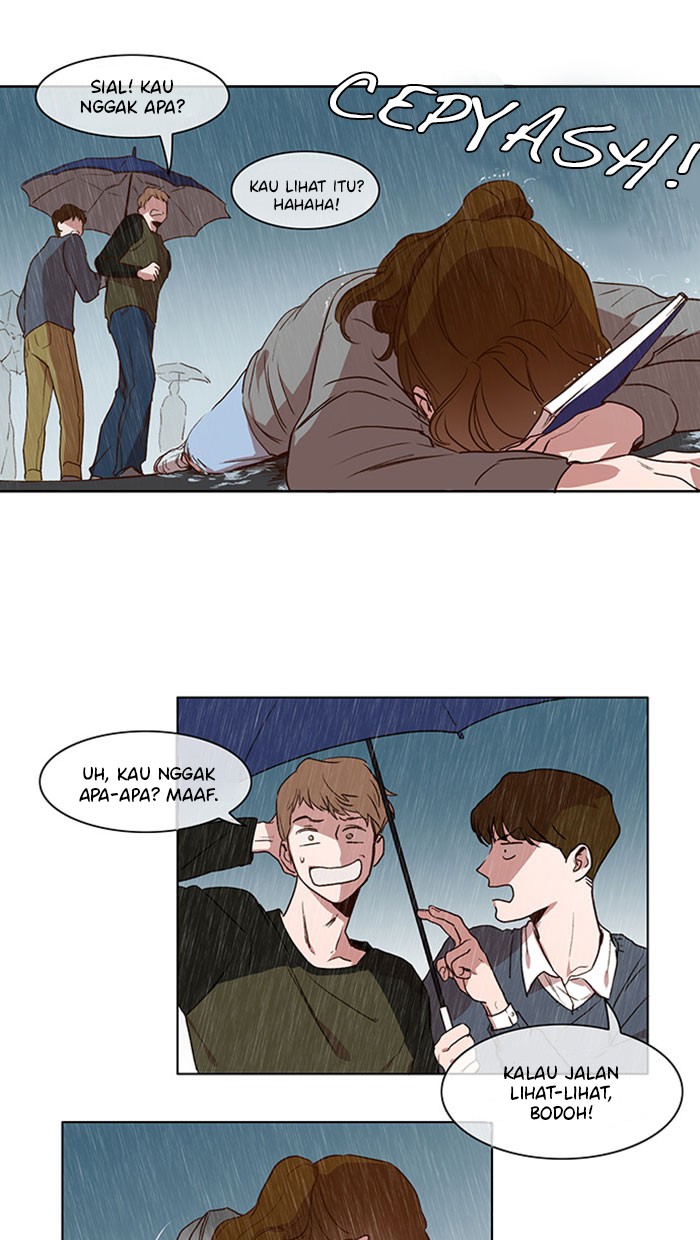 SIAL! KAU
NGGAK APA?
CEPYASH!
KAU LIHAT ITU?
HAHAHA!
UH, KAU NGGAK
APA-APA? MAAF.
KALAU JALAN
LIHAT-LIHAT,
BODOH!